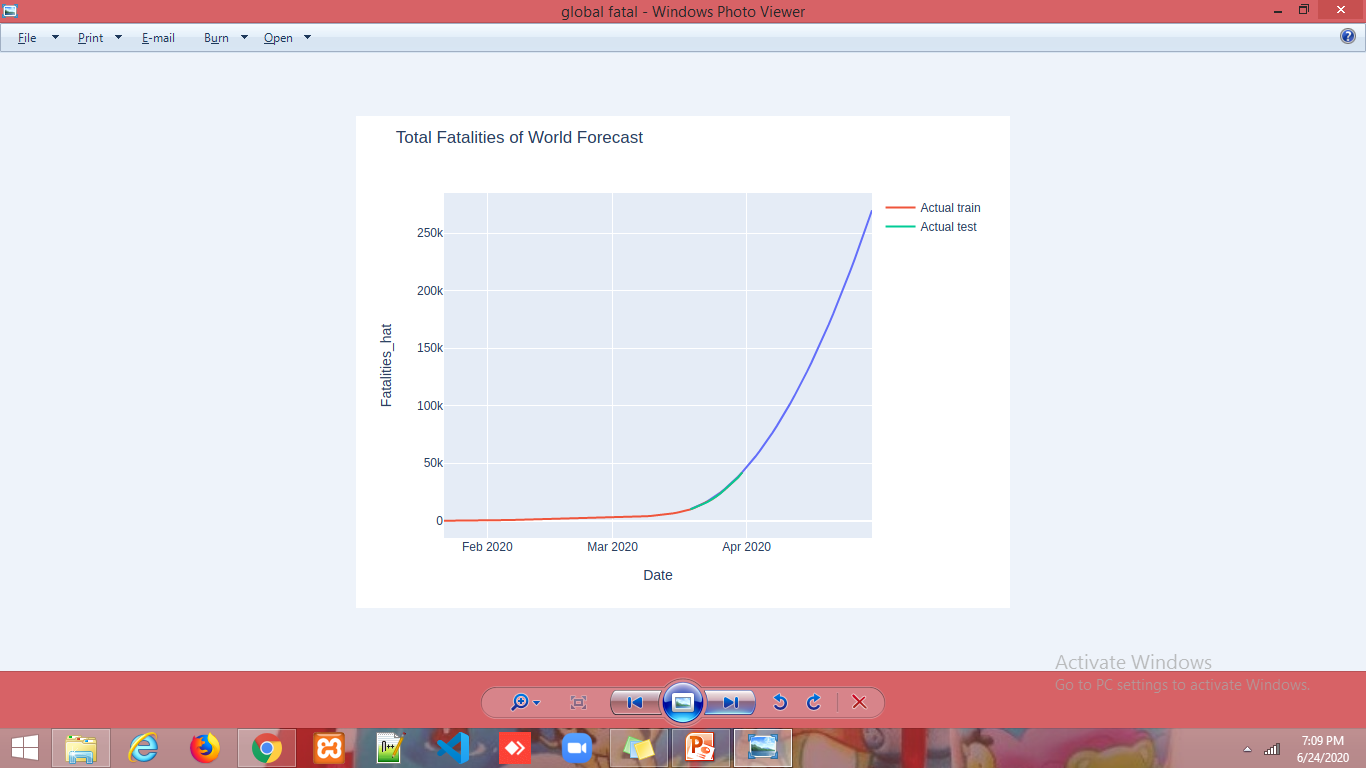 global fatal - Windows Photo Viewer
File Print E-mail Burn Open
Total Fatalities of World Forecast
Actual train
Actual test
250k
200k
150k
100k
50k
0
Fatalities_hat
Feb 2020 Mar 2020 Apr 2020
Date
Activate Windows
Go to PC settings to activate Windows.
7:09 PM
6/24/2020